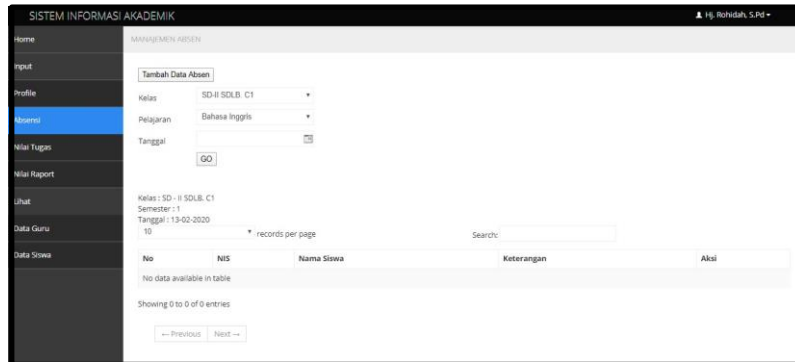 SISTEM INFORMASI AKADEMIK
Hj. Rohidah, S.Pd
Home
Input
Profile
Absensi
Nilai Tugas
Nilai Raport
Lihat
Data Guru
Data Siswa
MANAJEMEN ABSEN
Tambah Data Absen
Kelas SD-II SDLB. C1
Pelajaran Bahasa Inggris
Tanggal
GO
Kelas : SD - II SDLB. C1
Semester : 1
Tanggal : 13-02-2020
10 records per page Search:
No NIS Nama Siswa Keterangan Aksi
No data available in table
Showing 0 to 0 of 0 entries
← Previous Next →